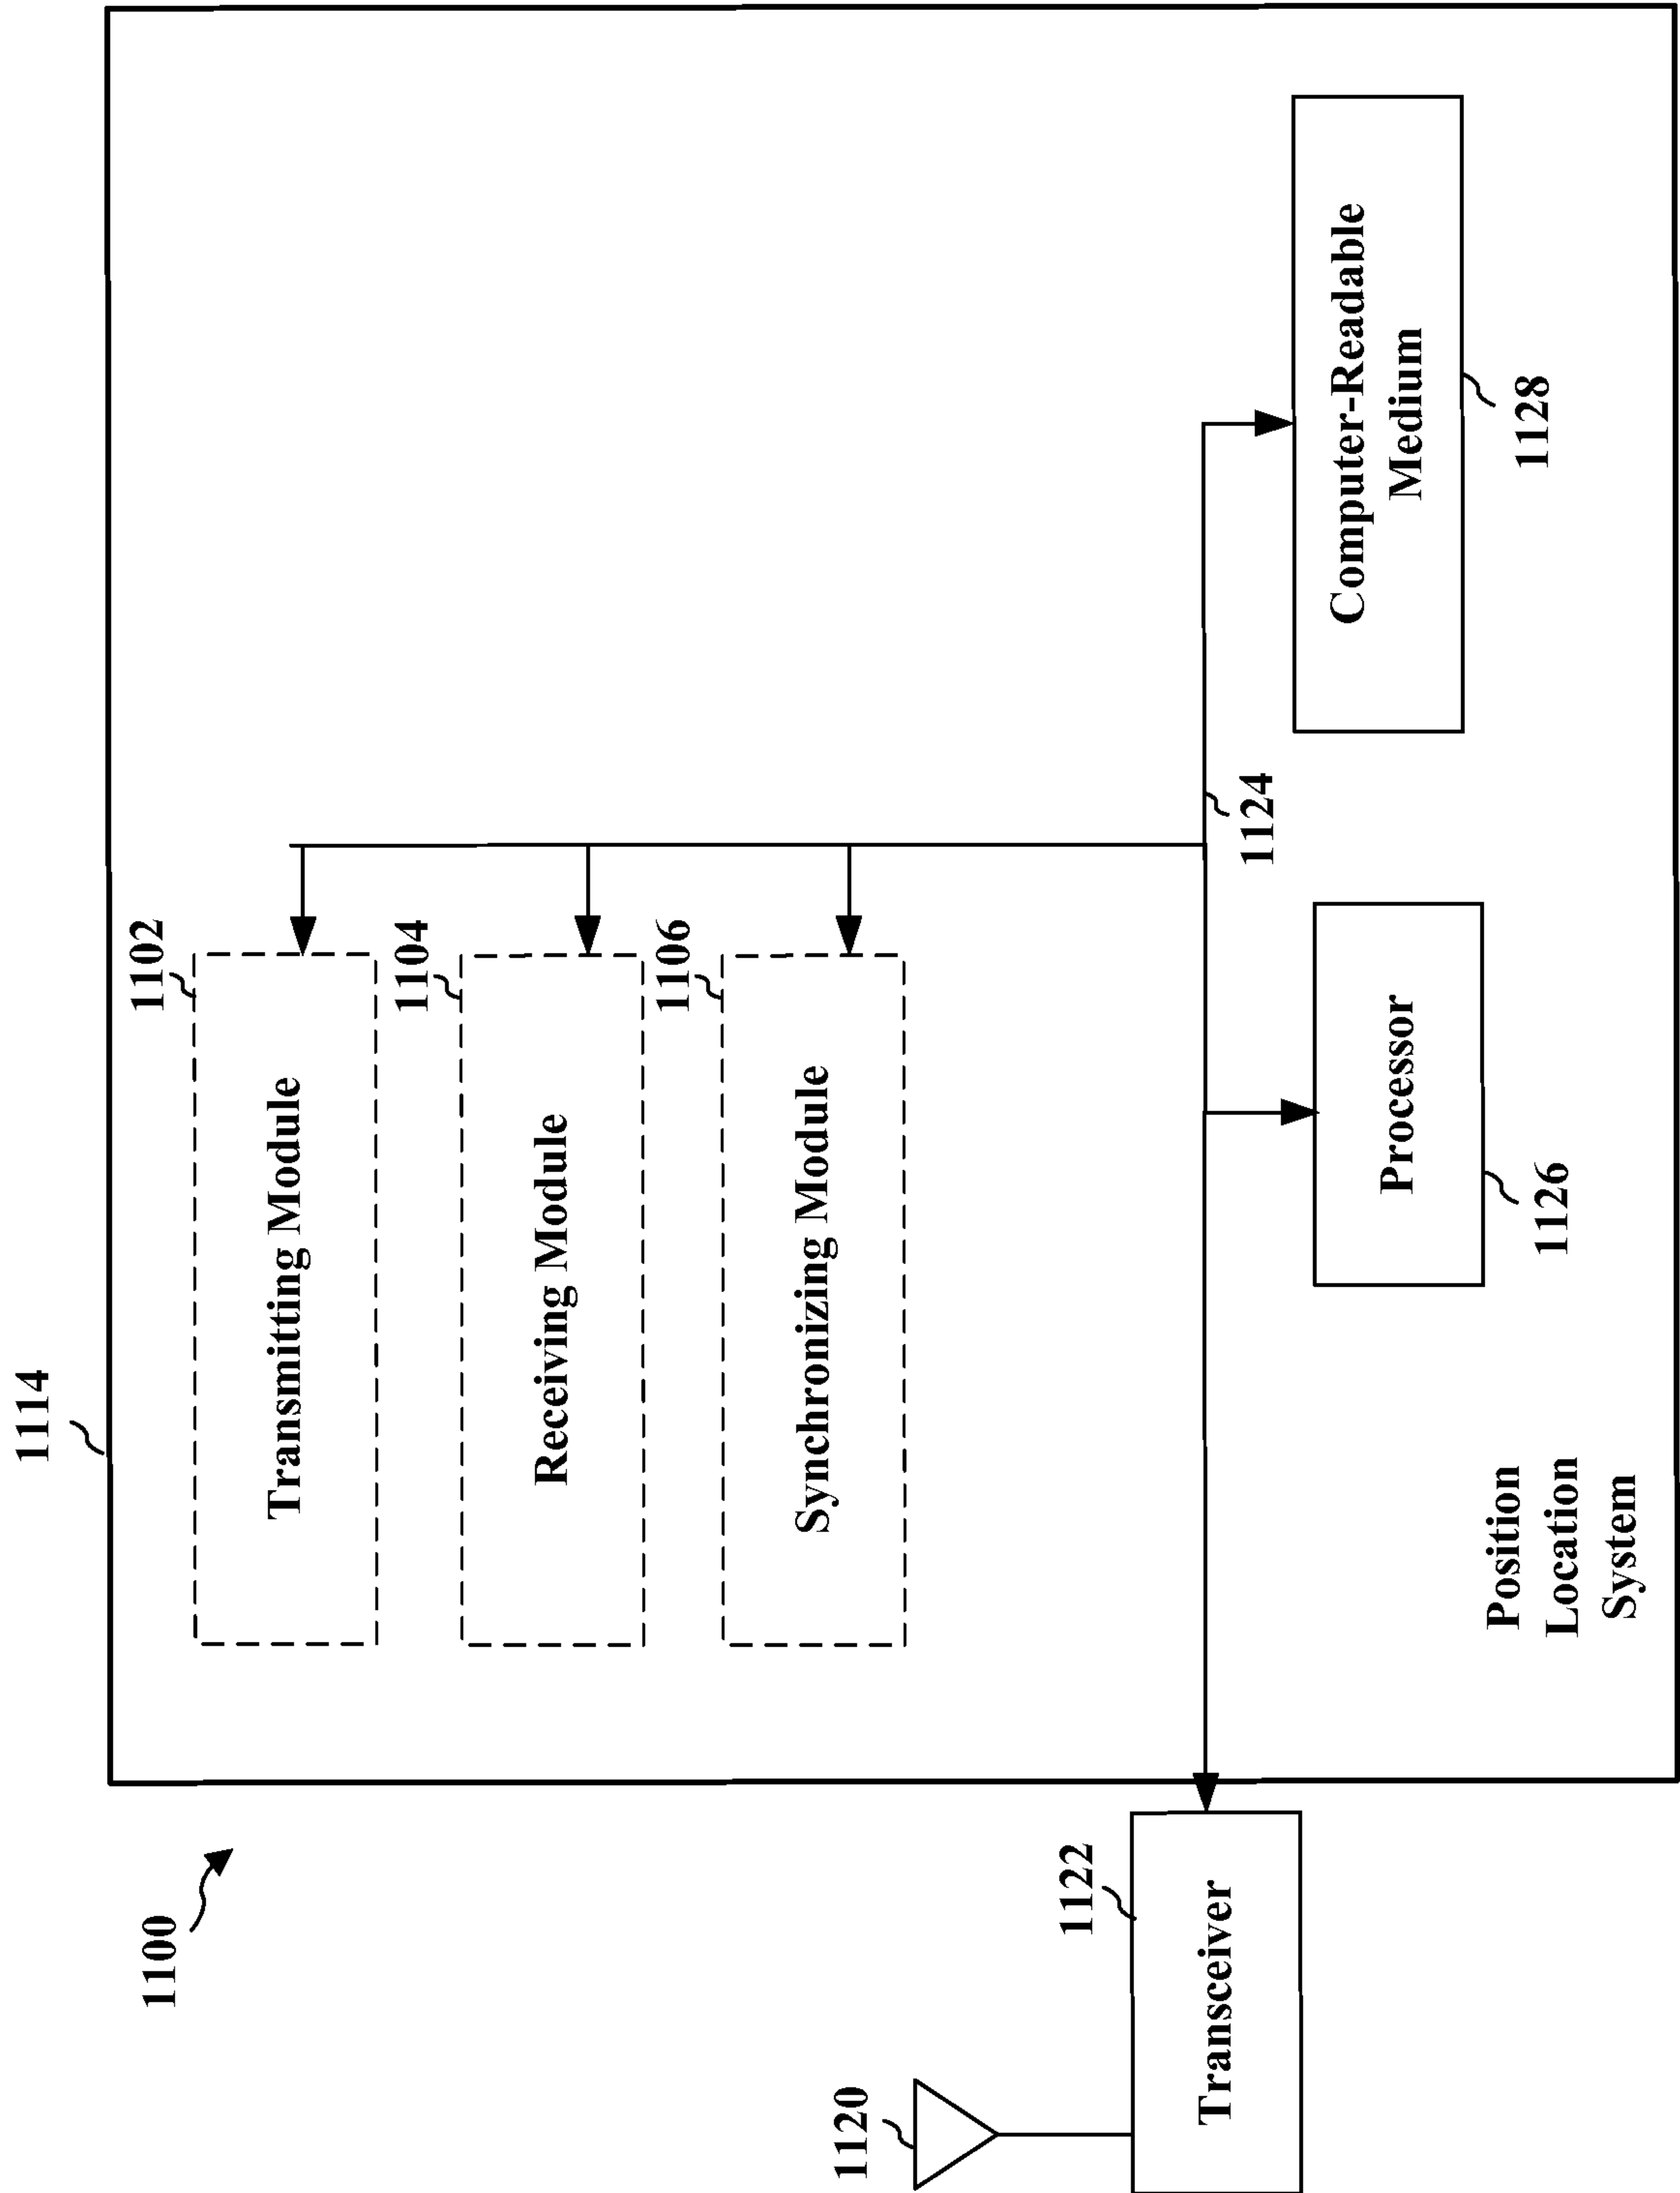 1100
1114
1102
Transmitting Module
1104
Receiving Module
1106
Synchronizing Module
1120
1122
Transceiver
1124
Processor
1126
Computer-Readable
Medium
1128
Position
Location
System